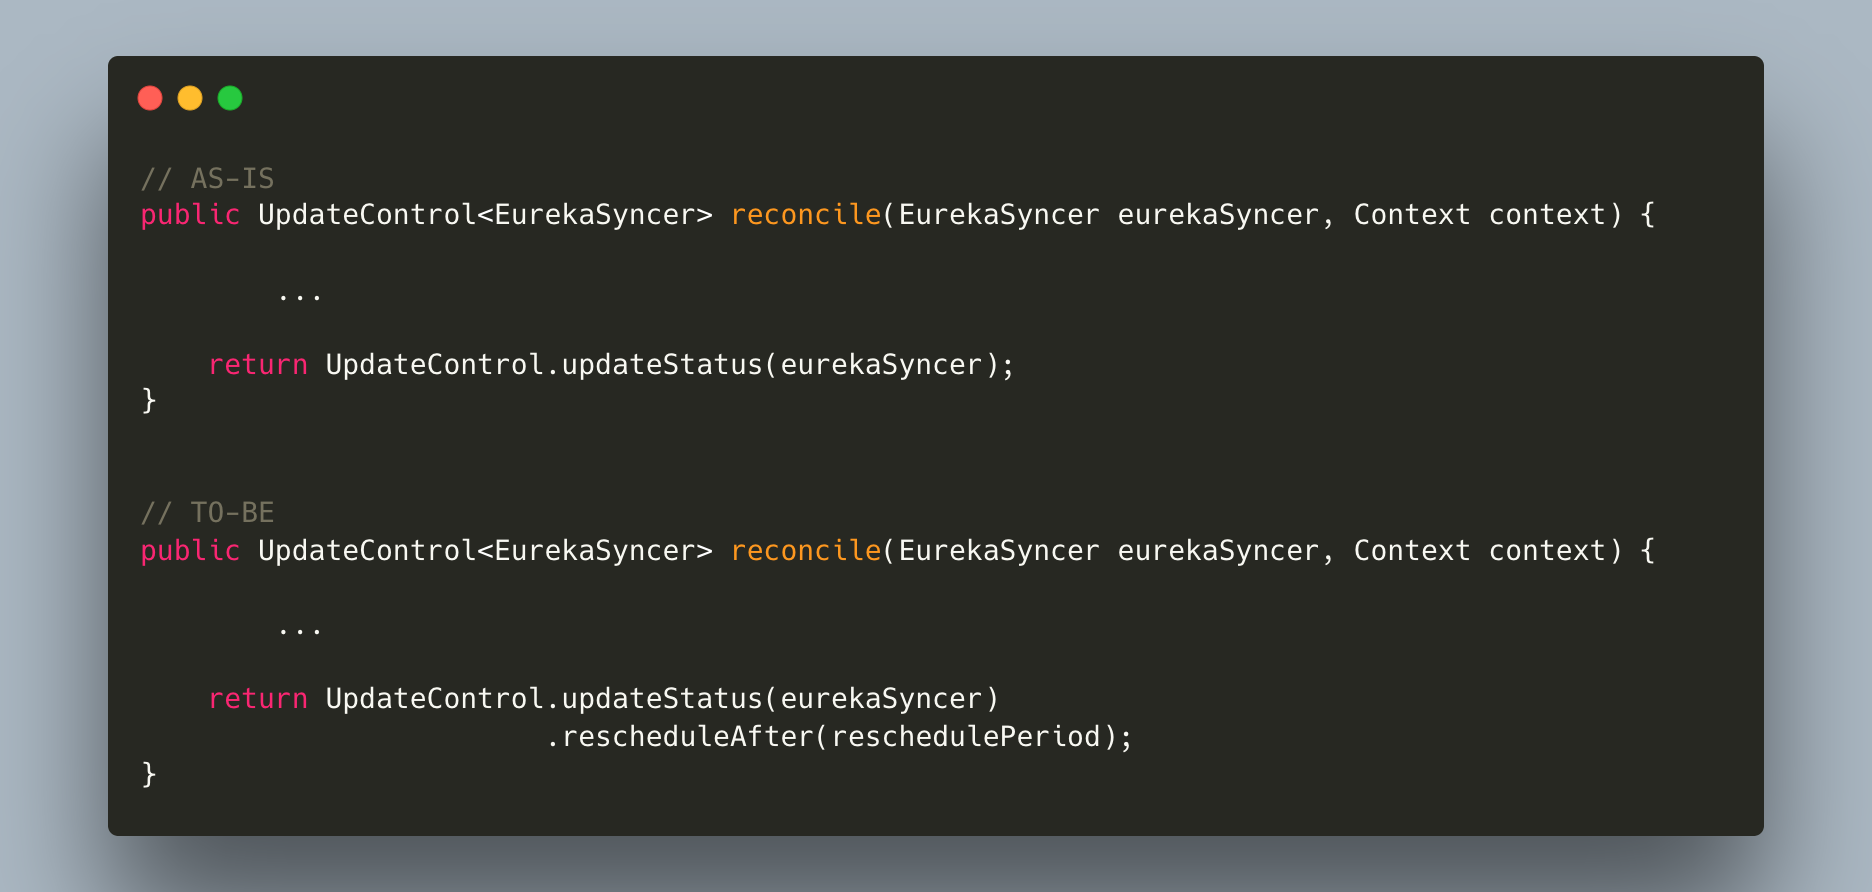 // AS-IS
public UpdateControl<EurekaSyncer> reconcile(EurekaSyncer eurekaSyncer, Context context) {
...
return UpdateControl.updateStatus(eurekaSyncer);
}
// TO-BE
public UpdateControl<EurekaSyncer> reconcile(EurekaSyncer eurekaSyncer, Context context) {
...
return UpdateControl.updateStatus(eurekaSyncer)
.rescheduleAfter(reschedulePeriod);
}